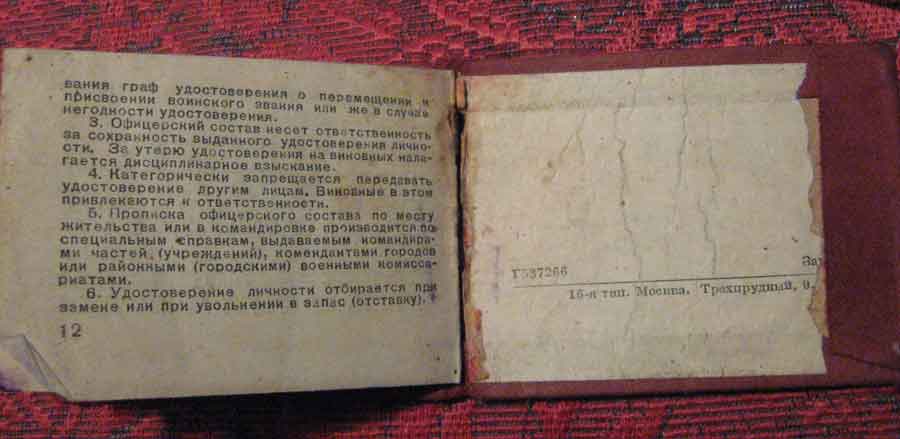 вания граф удостоверения о перемещении и
присвоении воинского звания или же в случае
негодности удостоверения.
3. Офицерский состав несет ответственность
за сохранность выданного удостоверения лично-
сти. За утерю удостоверения на виновных нала-
гается дисциплинарное взыскание.
4. Категорически запрещается передавать
удостоверение другим лицам. Виновные в этом
привлекаются к ответственности.
5. Прописка офицерского состава по месту
жительства или в командировке производится по
специальным справкам, выдаваемым командира-
ми частей, (учреждений), комендантами городов
или районными (городскими) военными комисса-
риатами.
6. Удостоверение личности отбирается при
замене или при увольнении в запас (отставку).
12
Г537266 За
16-я тип. Москва. Трехпрудный, 9.